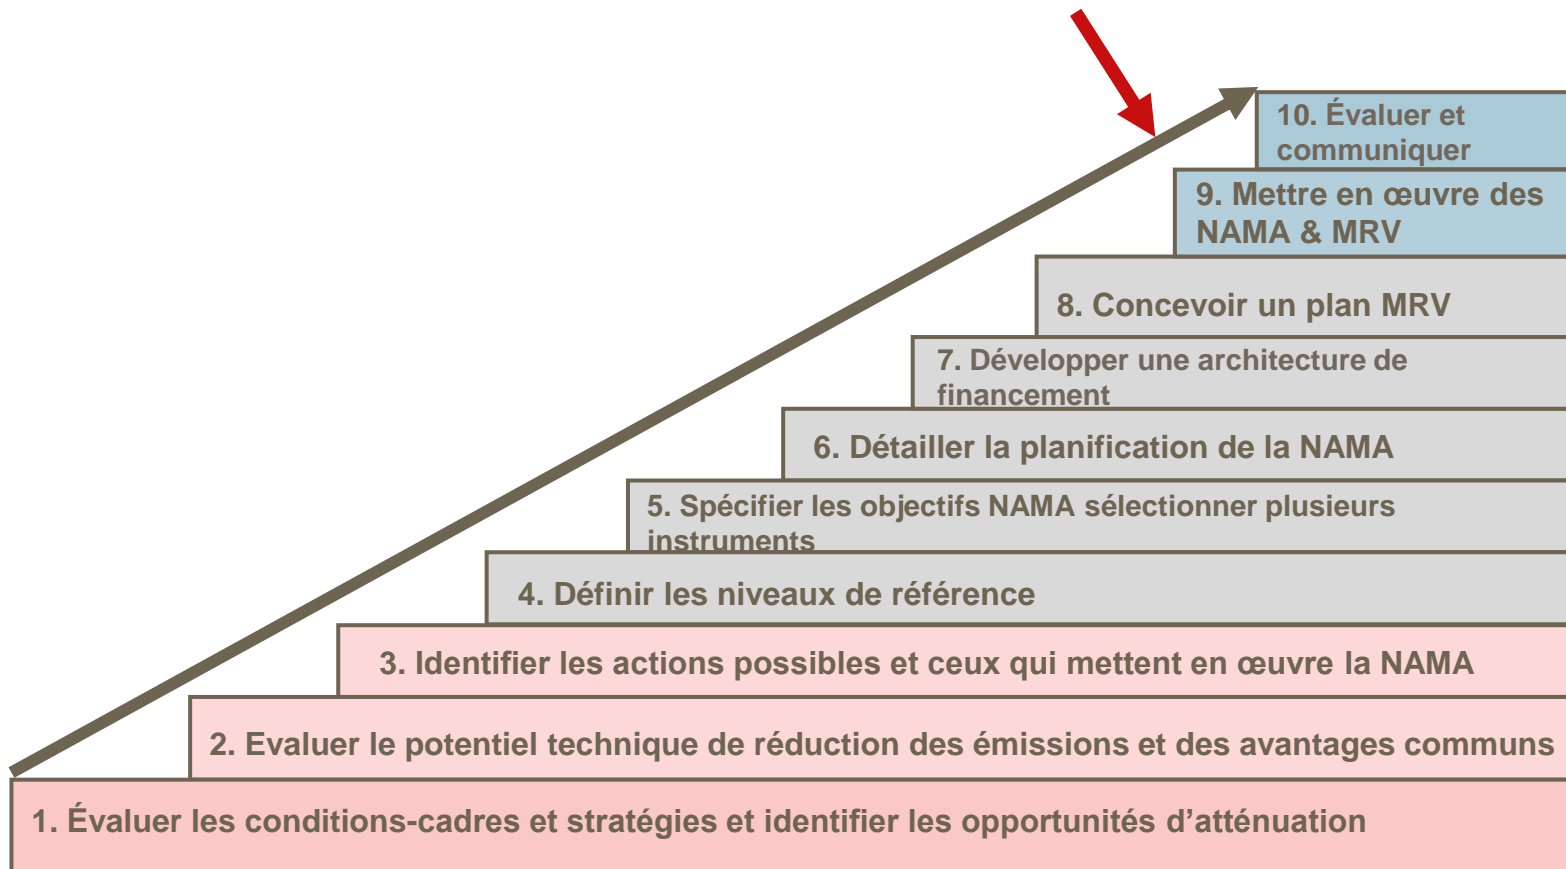 10. Évaluer et
communiquer
9. Mettre en œuvre des
NAMA & MRV
8. Concevoir un plan MRV
7. Développer une architecture de
financement
6. Détailler la planification de la NAMA
5. Spécifier les objectifs NAMA sélectionner plusieurs
instruments
4. Définir les niveaux de référence
3. Identifier les actions possibles et ceux qui mettent en œuvre la NAMA
2. Evaluer le potentiel technique de réduction des émissions et des avantages communs
1. Évaluer les conditions-cadres et stratégies et identifier les opportunités d’atténuation